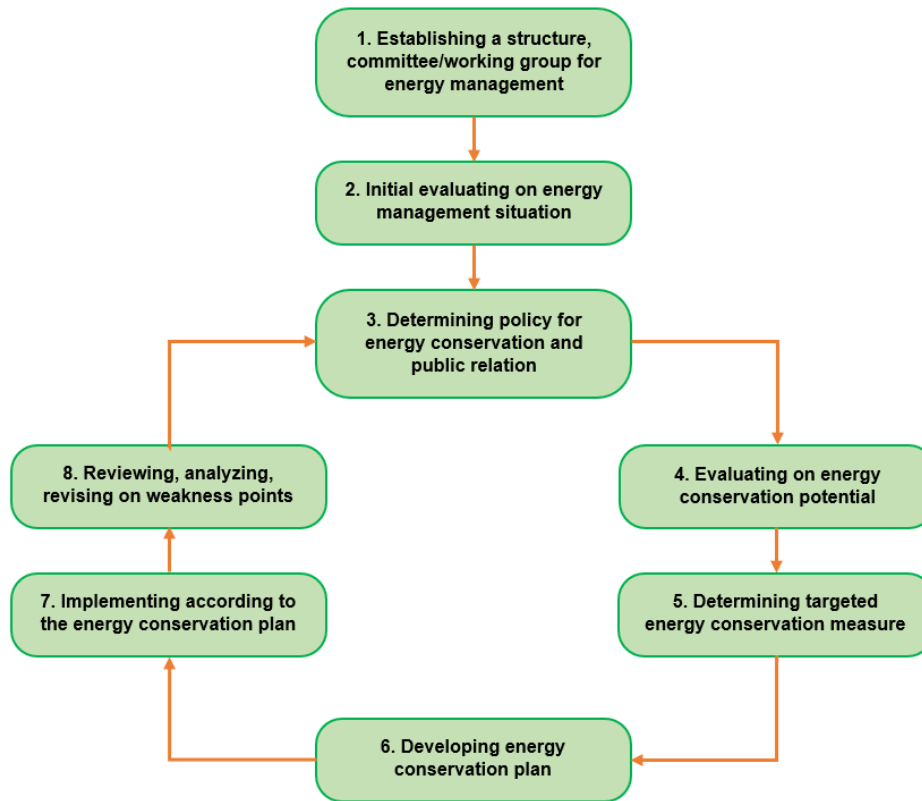 1. Establishing a structure,
committee/working group for
energy management
2. Initial evaluating on energy
management situation
3. Determining policy for
energy conservation and
public relation
4. Evaluating on energy
conservation potential
5. Determining targeted
energy conservation measure
6. Developing energy
conservation plan
7. Implementing according to
the energy conservation plan
8. Reviewing, analyzing,
revising on weakness points